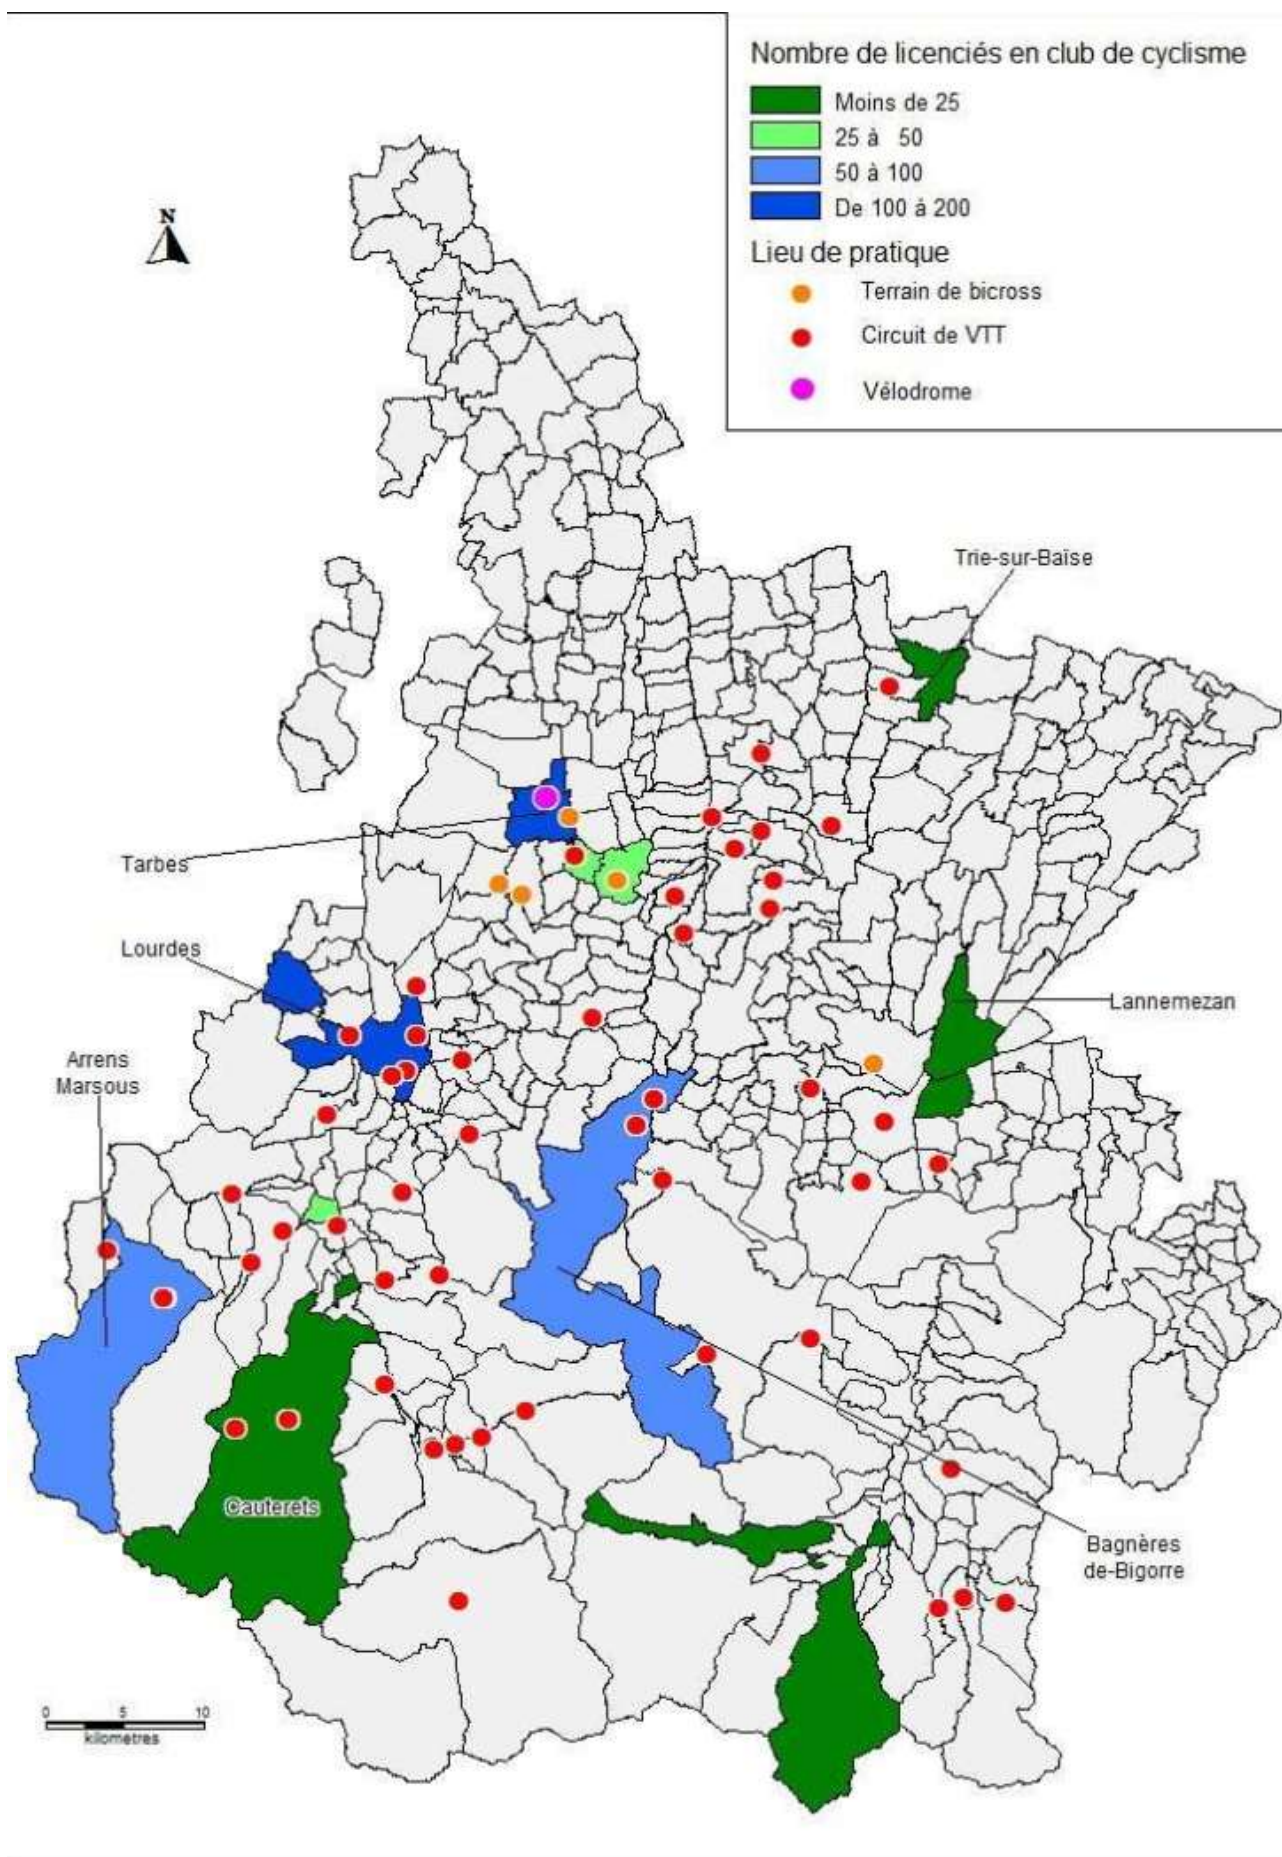 Nombre de licenciés en club de cyclisme
Moins de 25
25 à 50
50 à 100
De 100 à 200
Lieu de pratique
Terrain de bicross
Circuit de VTT
Vélodrome
N
Trie-sur-Baïse
Tarbes
Lourdes
Lannemezan
Arrens
Marsous
Cauterets
Bagnères
de-Bigorre
0 5 10
kilometres